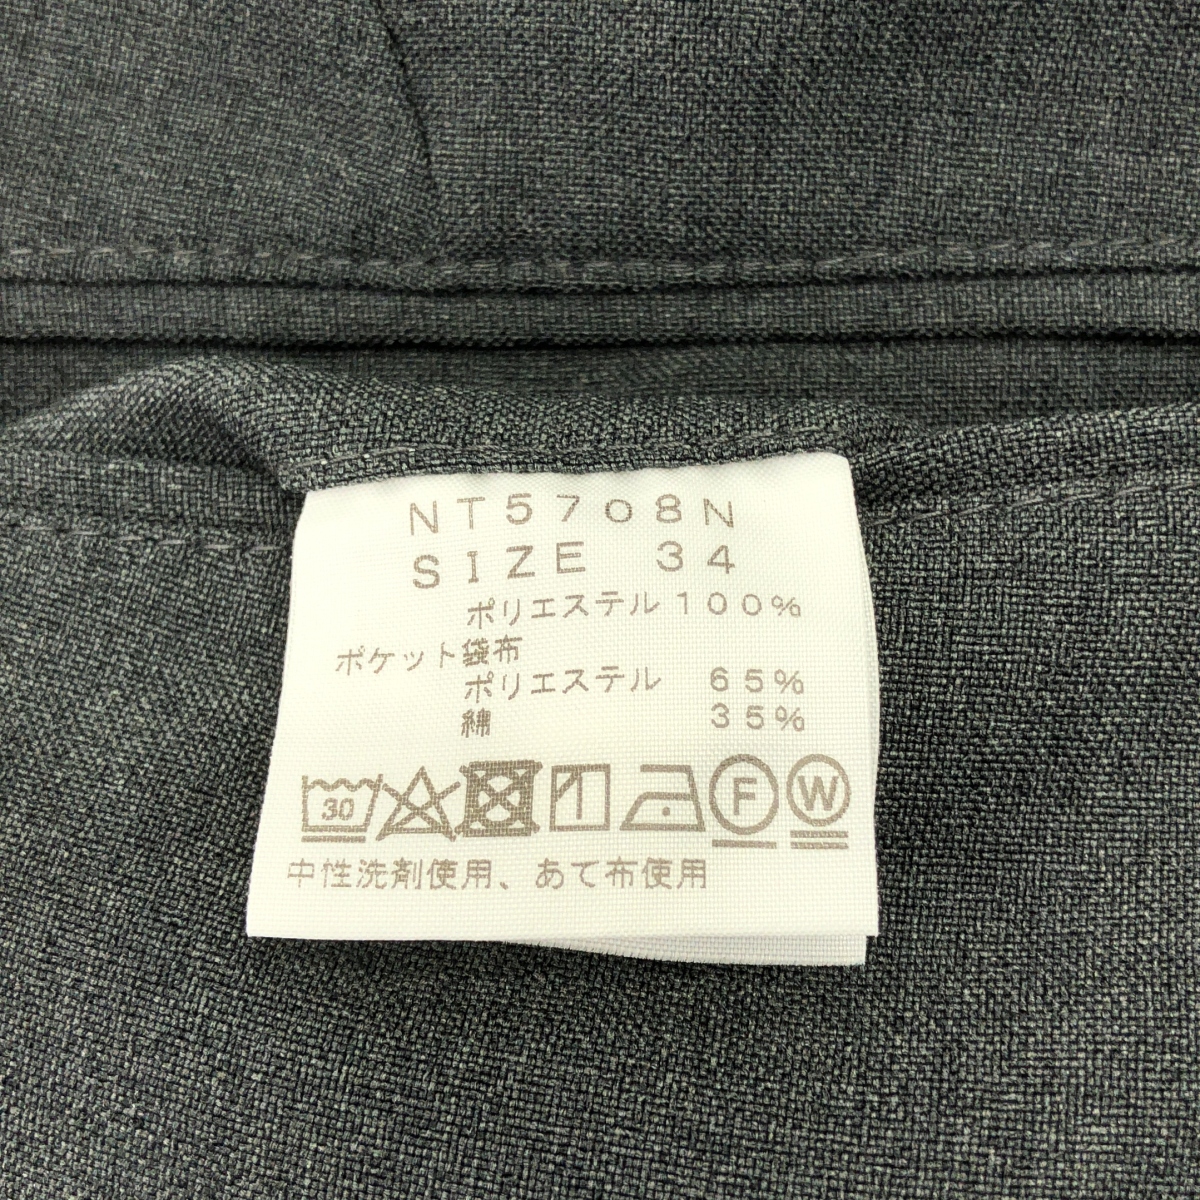 NT5708N
SIZE 34
ポリエステル100%
ポケット袋布
ポリエステル 65%
綿 35%
30 F W
中性洗剤使用、あて布使用